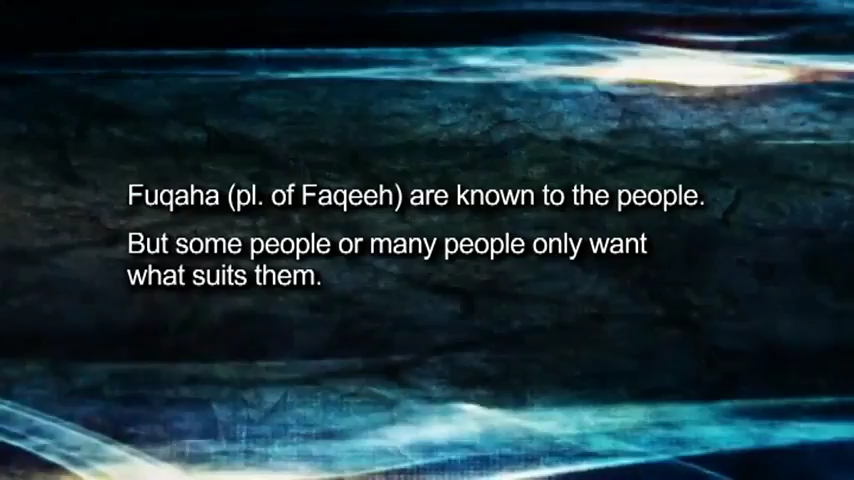 Fuqaha (pl. of Faqeeh) are known to the people.
But some people or many people only want
what suits them.